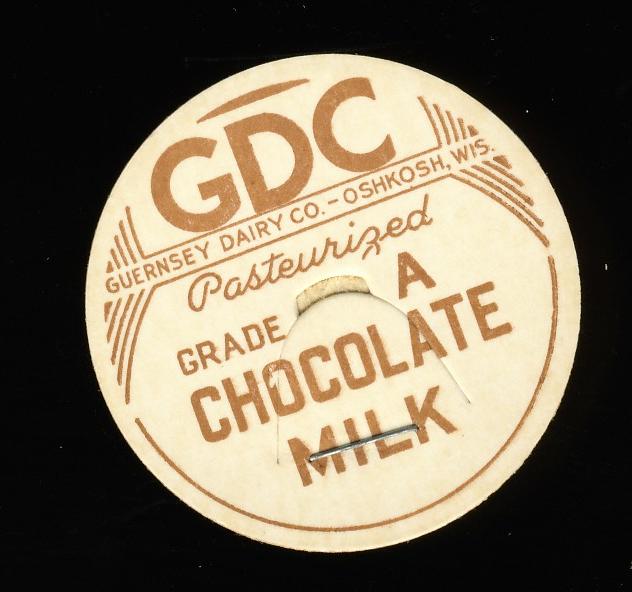 GDC
GUERNSEY DAIRY CO. - OSHKOSH, WIS.
Pasteurized
GRADE A
CHOCOLATE
MILK